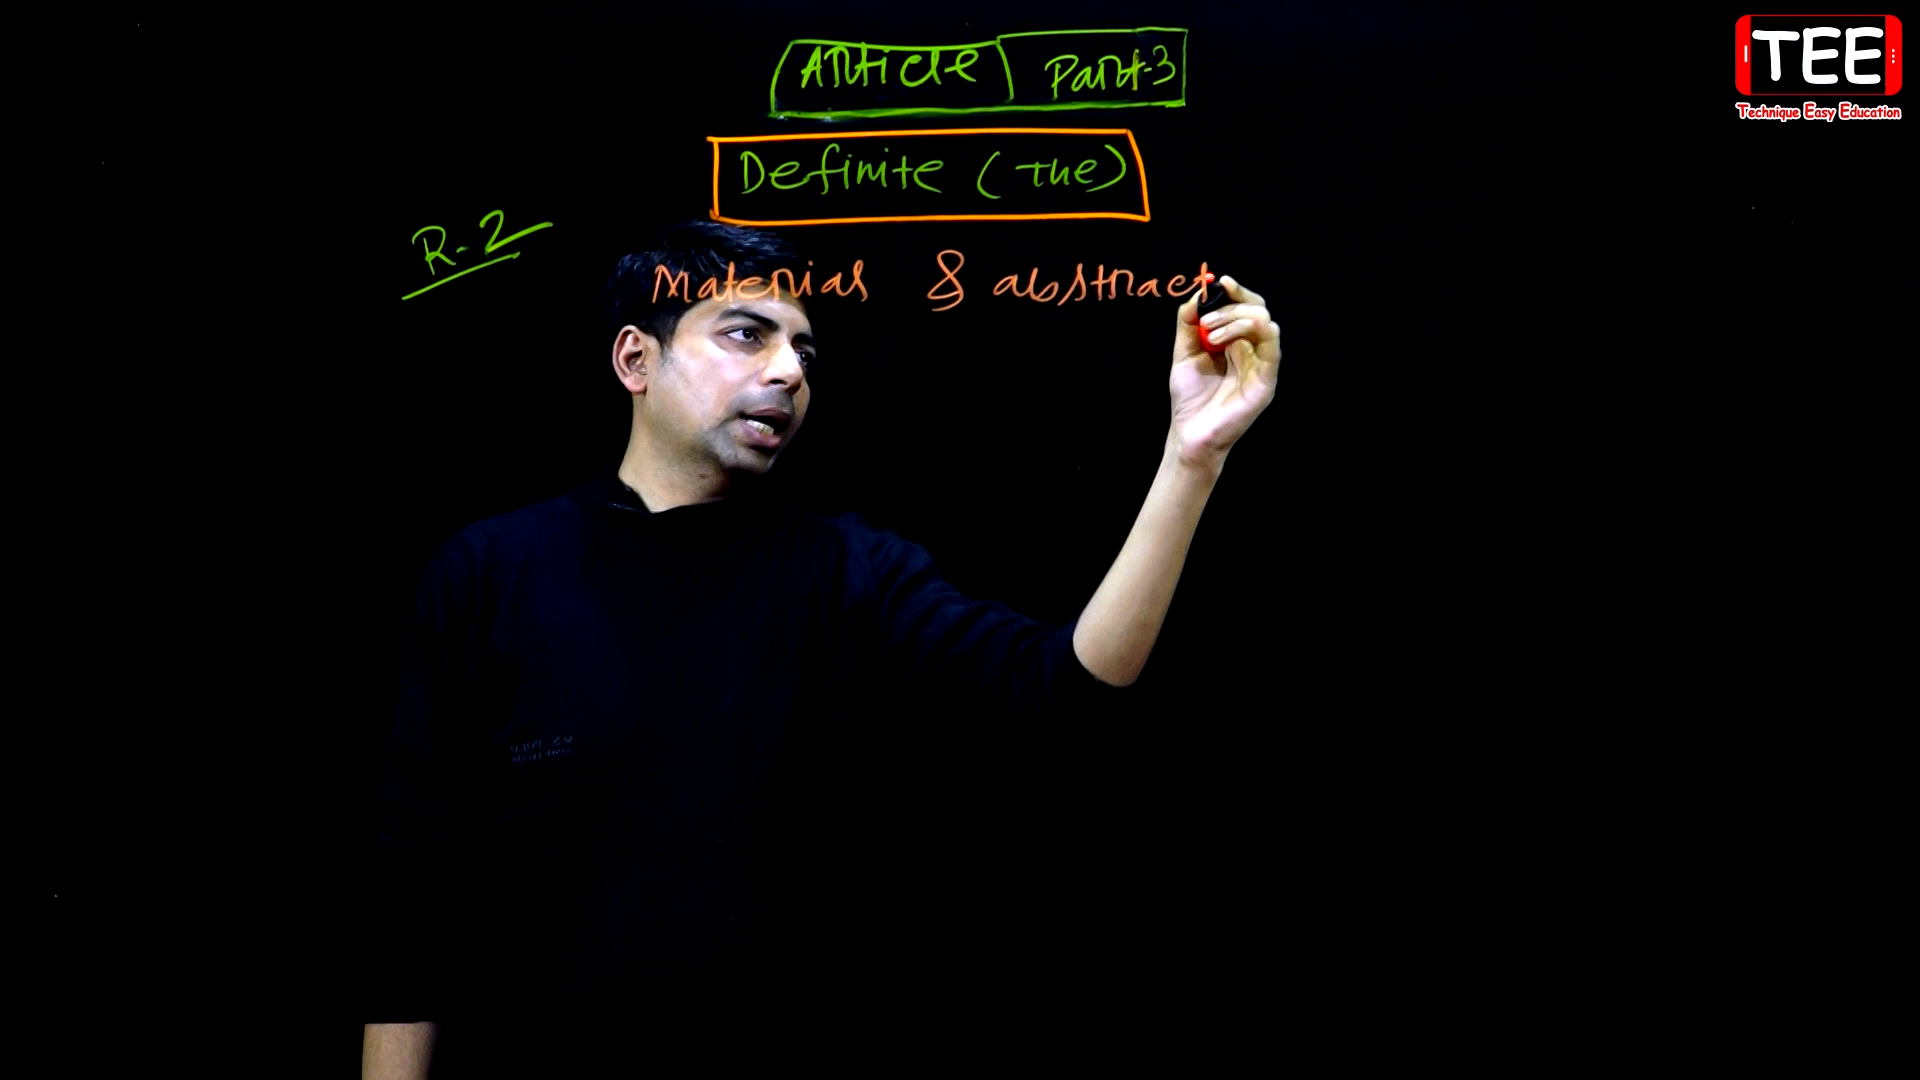 Article Part-3
TEE
Technique Easy Education
Definite (The)
R-2
Material & abstract